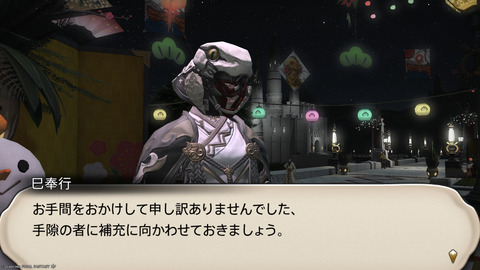 巳奉行
お手間をおかけして申し訳ありませんでした、
手隙の者に補充に向かわせておきましょう。